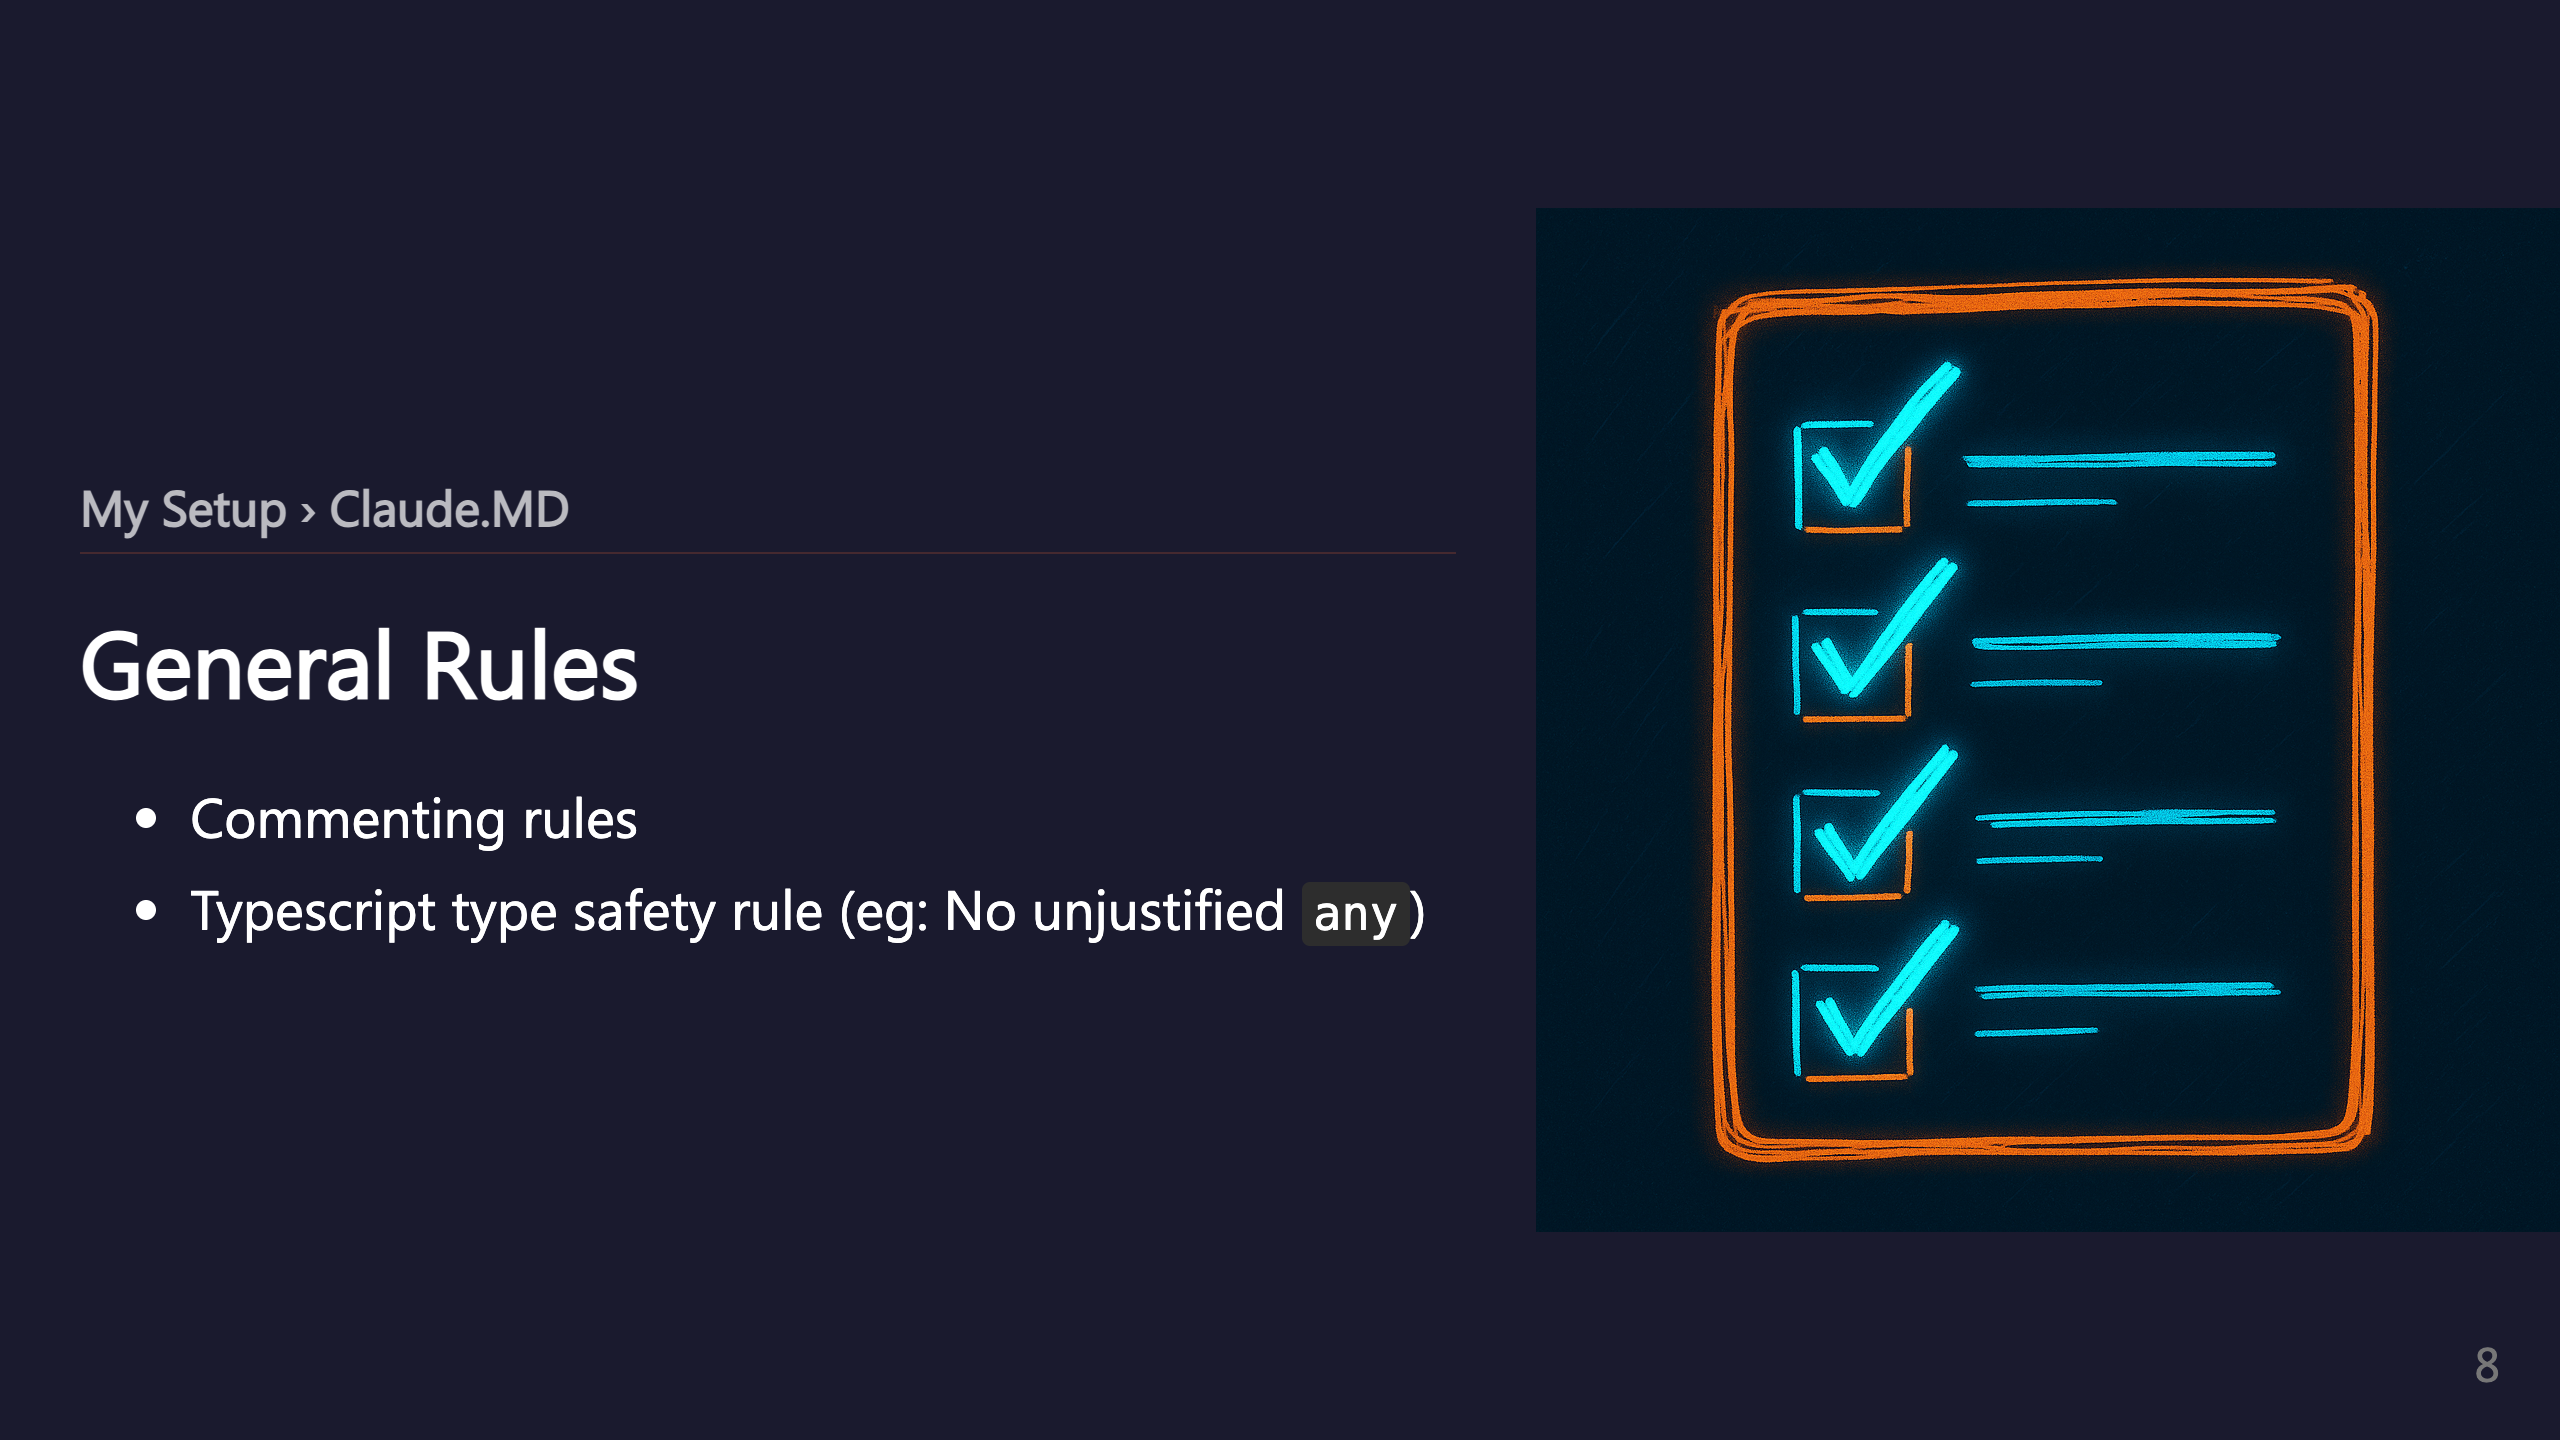 My Setup › Claude.MD
General Rules
• Commenting rules
• Typescript type safety rule (eg: No unjustified any)
8